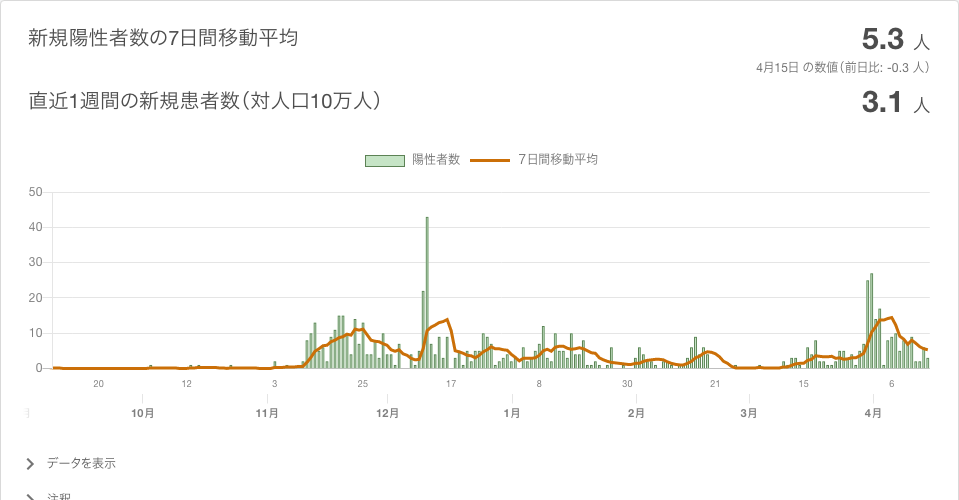 新規陽性者数の7日間移動平均
5.3 人
4月15日 の数値（前日比: -0.3 人）
直近1週間の新規患者数（対人口10万人）
3.1 人
陽性者数 7日間移動平均
50
40
30
20
10
0
20 12 3 25 17 8 30 21 15 6
10月 11月 12月 1月 2月 3月 4月
データを表示
注釈